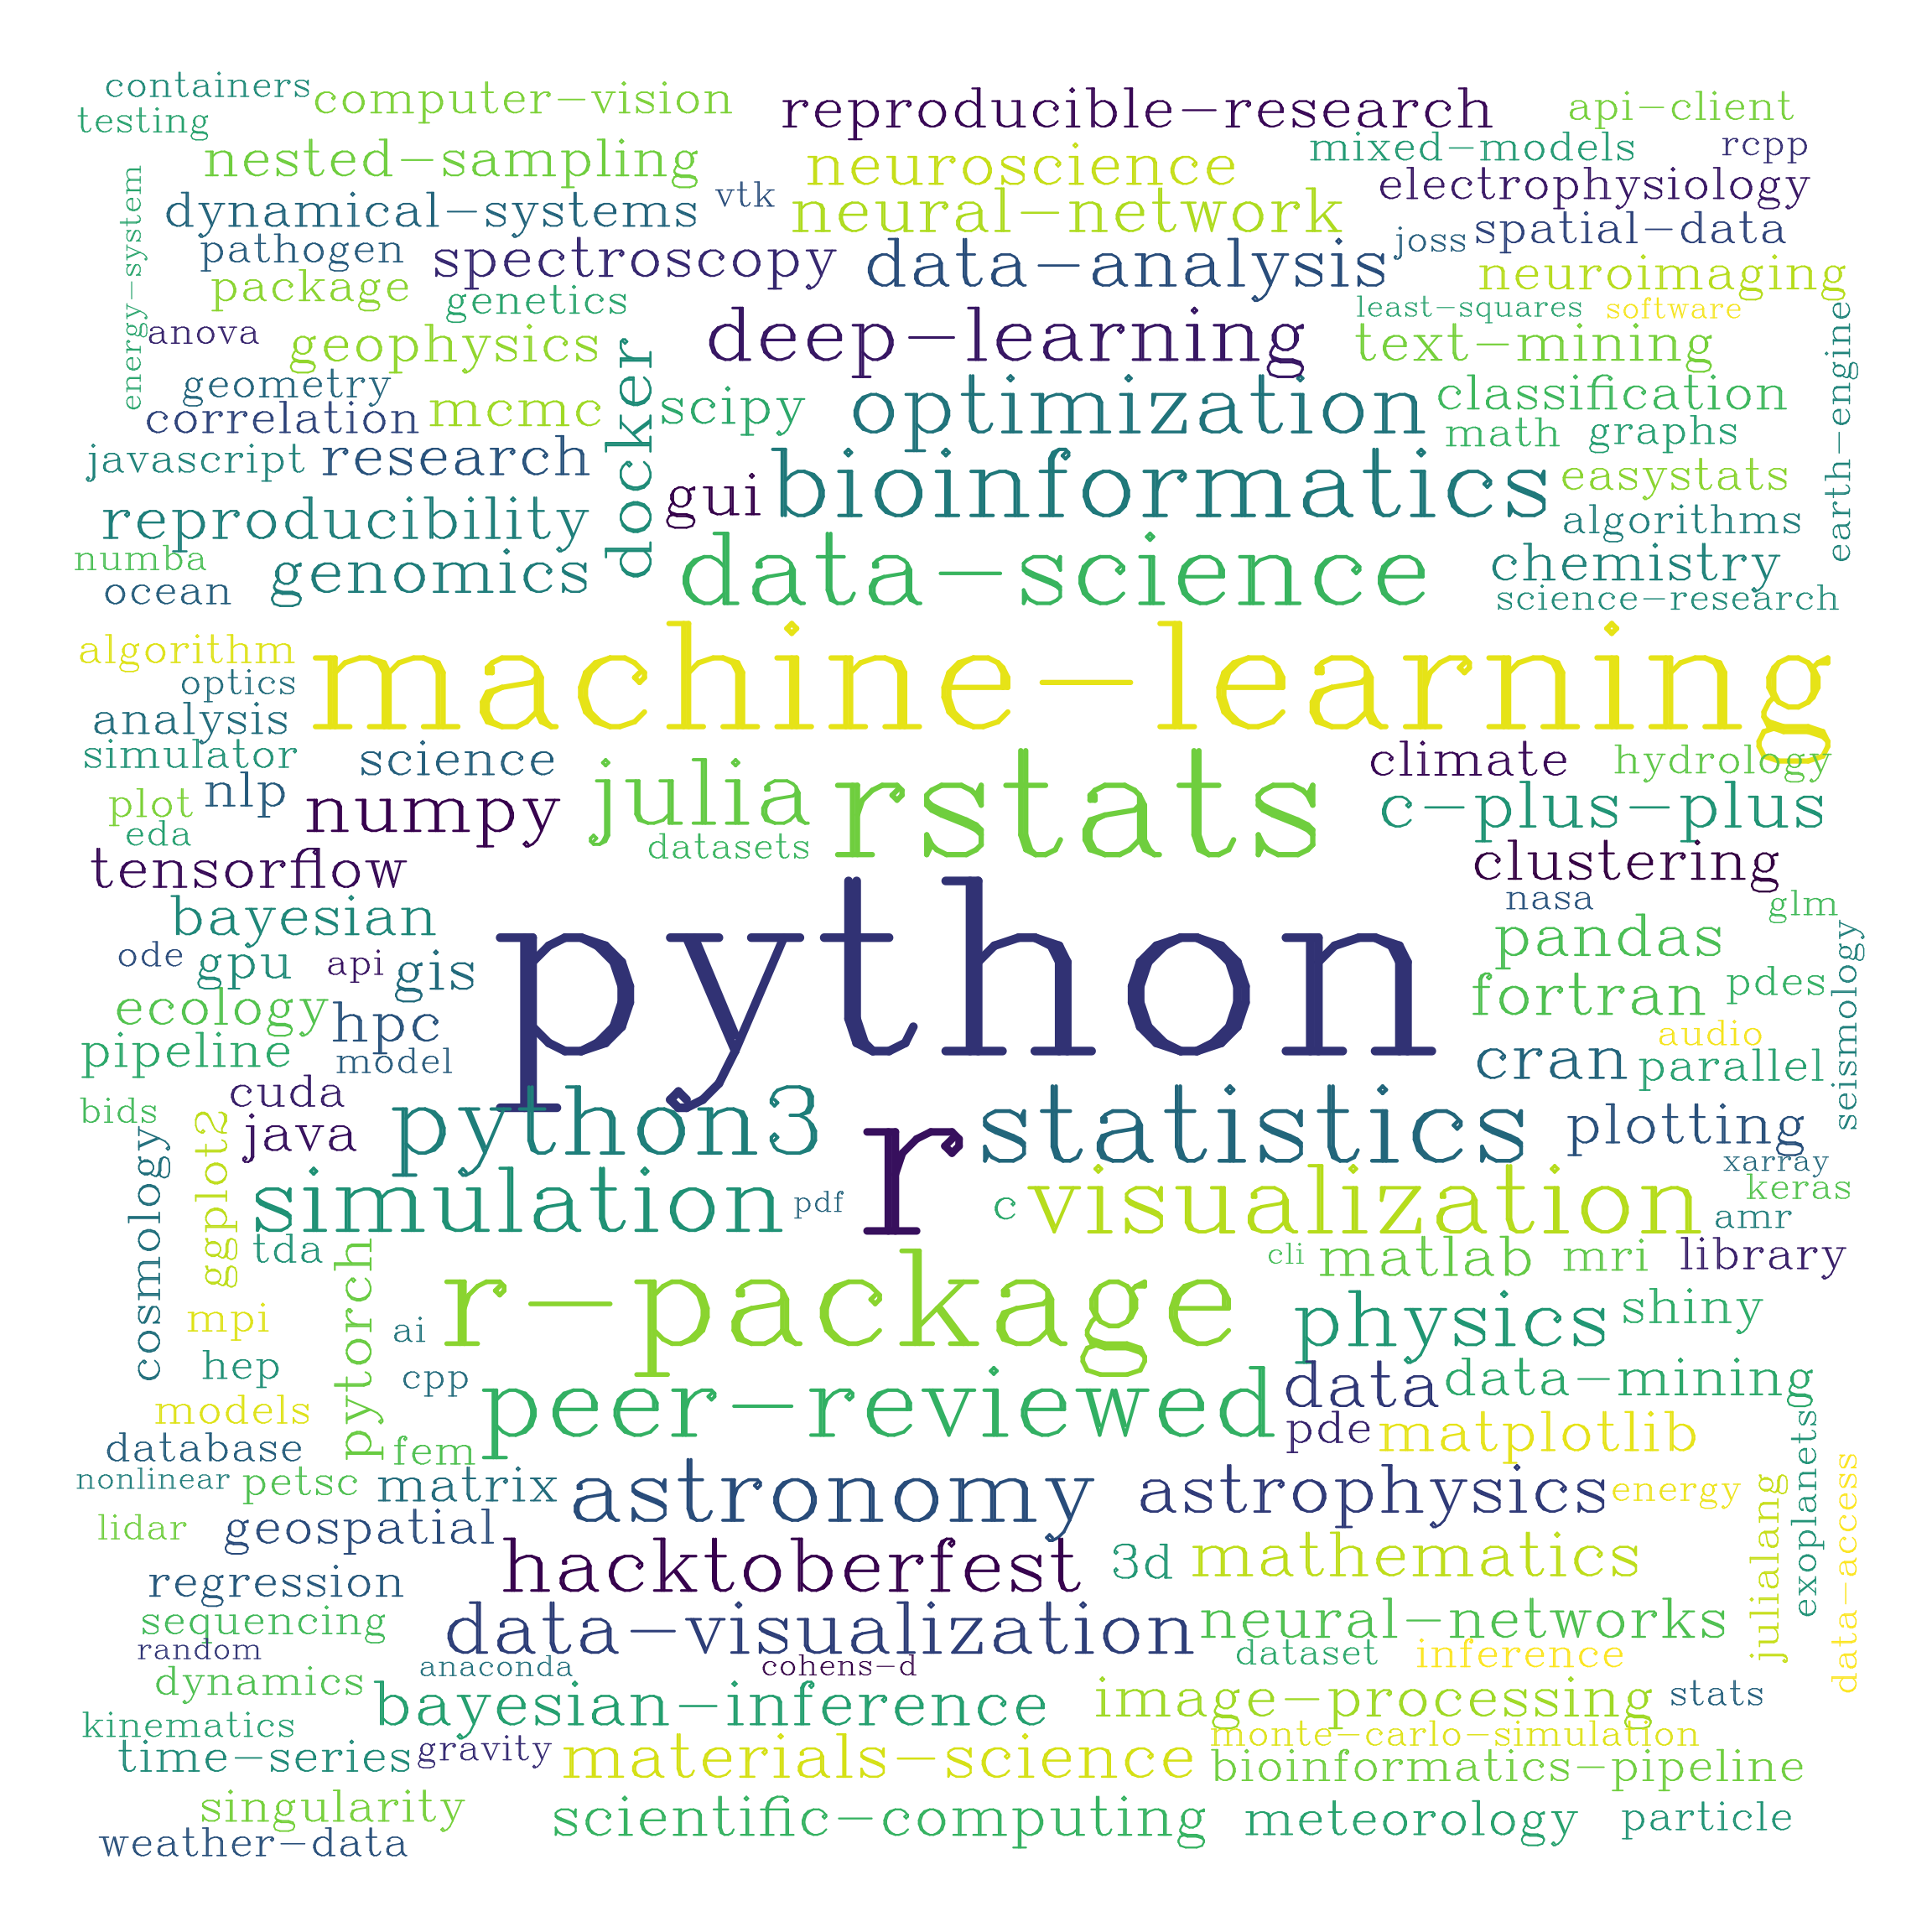 containers
computer-vision
reproducible-research
api-client
testing
nested-sampling
neuroscience
mixed-models
rcpp
energy-system
dynamical-systems
vtk
neural-network
electrophysiology
pathogen
spectroscopy
data-analysis
joss
spatial-data
package
genetics
neuroimaging
anova
geophysics
docker
deep-learning
least-squares
software
text-mining
earth-engine
geometry
correlation
mcmc
scipy
optimization
classification
math
graphs
javascript
research
gui
bioinformatics
easystats
reproducibility
algorithms
numba
ocean
genomics
data-science
chemistry
science-research
algorithm
optics
machine-learning
analysis
simulator
science
julia
rstats
climate
hydrology
plot
nlp
numpy
c-plus-plus
eda
datasets
tensorflow
clustering
bayesian
python
nasa
glm
ode
gpu
api
gis
pandas
seismology
ecology
hpc
fortran
pdes
pipeline
model
audio
cran
parallel
cuda
bids
java
python3
r
statistics
plotting
cosmology
ggplot2
xarray
simulation
pdf
c
visualization
keras
amr
tda
pytorch
r-package
cli
matlab
mri
library
mpi
ai
physics
shiny
hep
cpp
peer-reviewed
data
data-mining
models
pde
matplotlib
exoplanets
database
fem
nonlinear
petsc
matrix
astronomy
astrophysics
energy
julialang
data-access
lidar
geospatial
hacktoberfest
3d
mathematics
regression
sequencing
data-visualization
neural-networks
random
anaconda
cohens-d
dataset
inference
dynamics
bayesian-inference
image-processing
stats
kinematics
monte-carlo-simulation
time-series
gravity
materials-science
bioinformatics-pipeline
singularity
scientific-computing
meteorology
particle
weather-data